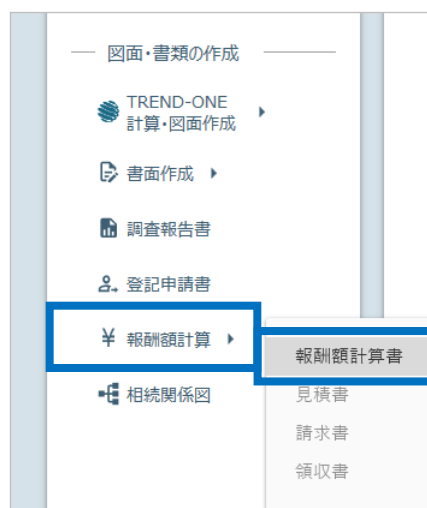 図面・書類の作成
TREND-ONE
計算・図面作成
書面作成
調査報告書
登記申請書
¥ 報酬額計算
報酬額計算書
相続関係図
見積書
請求書
領収書